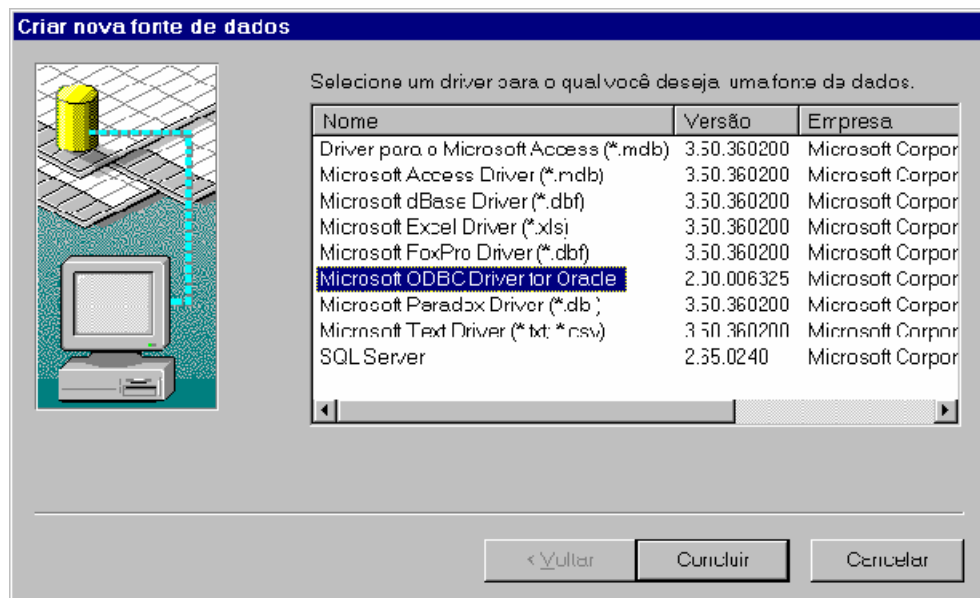 Criar nova fonte de dados
Selecione um driver para o qual você deseja uma fonte de dados.
Nome Versão Empresa
Driver para o Microsoft Access (*.mdb) 3.50.360200 Microsoft Corpor
Microsoft Access Driver (*.mdb) 3.50.360200 Microsoft Corpor
Microsoft dBase Driver (*.dbf) 3.50.360200 Microsoft Corpor
Microsoft Excel Driver (*.xls) 3.50.360200 Microsoft Corpor
Microsoft FoxPro Driver (*.dbf) 3.50.360200 Microsoft Corpor
Microsoft ODBC Driver for Oracle 2.00.006325 Microsoft Corpor
Microsoft Paradox Driver (*.db ) 3.50.360200 Microsoft Corpor
Microsoft Text Driver (*.txt; *.csv) 3.50.360200 Microsoft Corpor
SQL Server 2.65.0240 Microsoft Corpor
< Voltar Concluir Cancelar